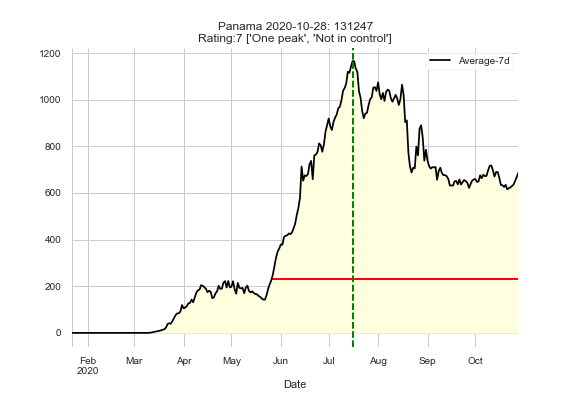 Panama 2020-10-28: 131247
Rating:7 ['One peak', 'Not in control']
Average-7d
1200
1000
800
600
400
200
0
Feb Mar Apr May Jun Jul Aug Sep Oct
2020
Date